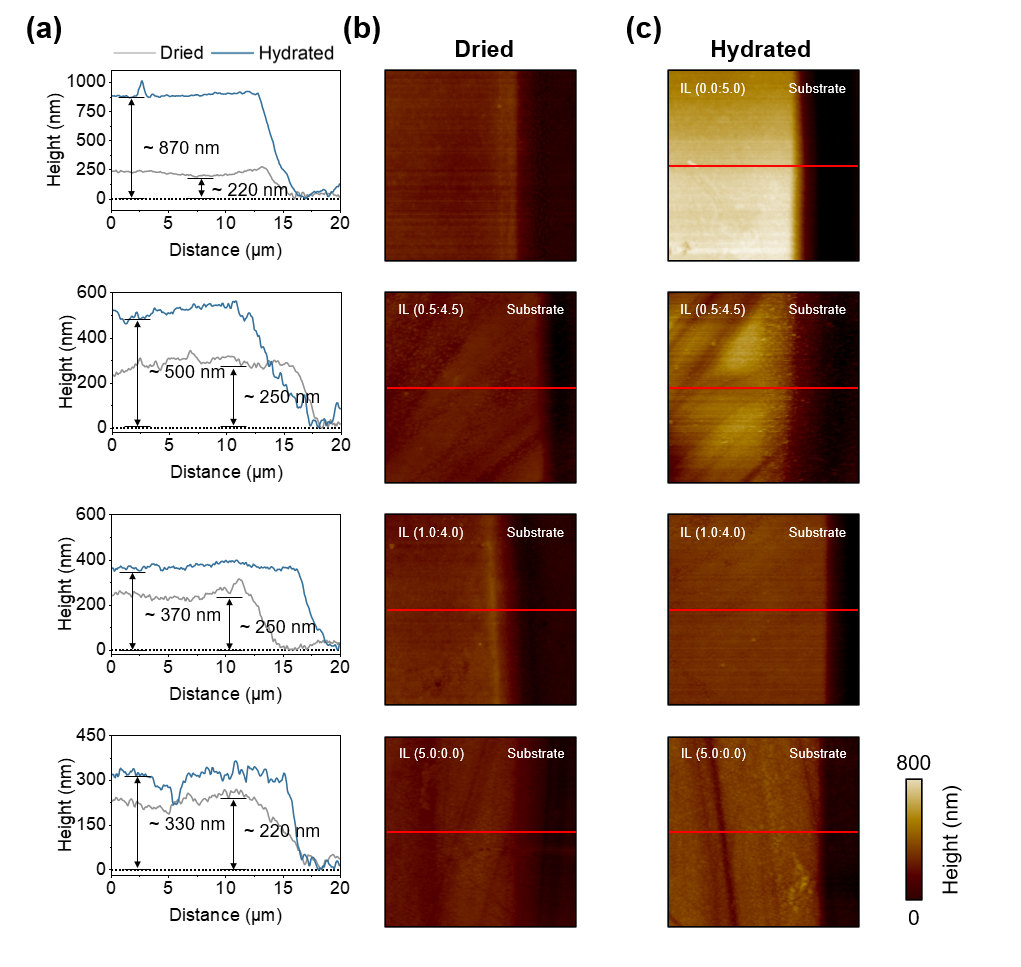 (a)
(b)
(c)
Dried
Hydrated
Dried
Hydrated
1000
750
500
250
0
Height (nm)
~ 870 nm
~ 220 nm
0
5
10
15
20
Distance (µm)
IL (0.0:5.0)
Substrate
600
400
200
0
Height (nm)
~ 500 nm
~ 250 nm
0
5
10
15
20
Distance (µm)
IL (0.5:4.5)
Substrate
IL (0.5:4.5)
Substrate
600
400
200
0
Height (nm)
~ 370 nm
~ 250 nm
0
5
10
15
20
Distance (µm)
IL (1.0:4.0)
Substrate
IL (1.0:4.0)
Substrate
450
300
150
0
Height (nm)
~ 330 nm
~ 220 nm
0
5
10
15
20
Distance (µm)
IL (5.0:0.0)
Substrate
IL (5.0:0.0)
Substrate
800
0
Height (nm)